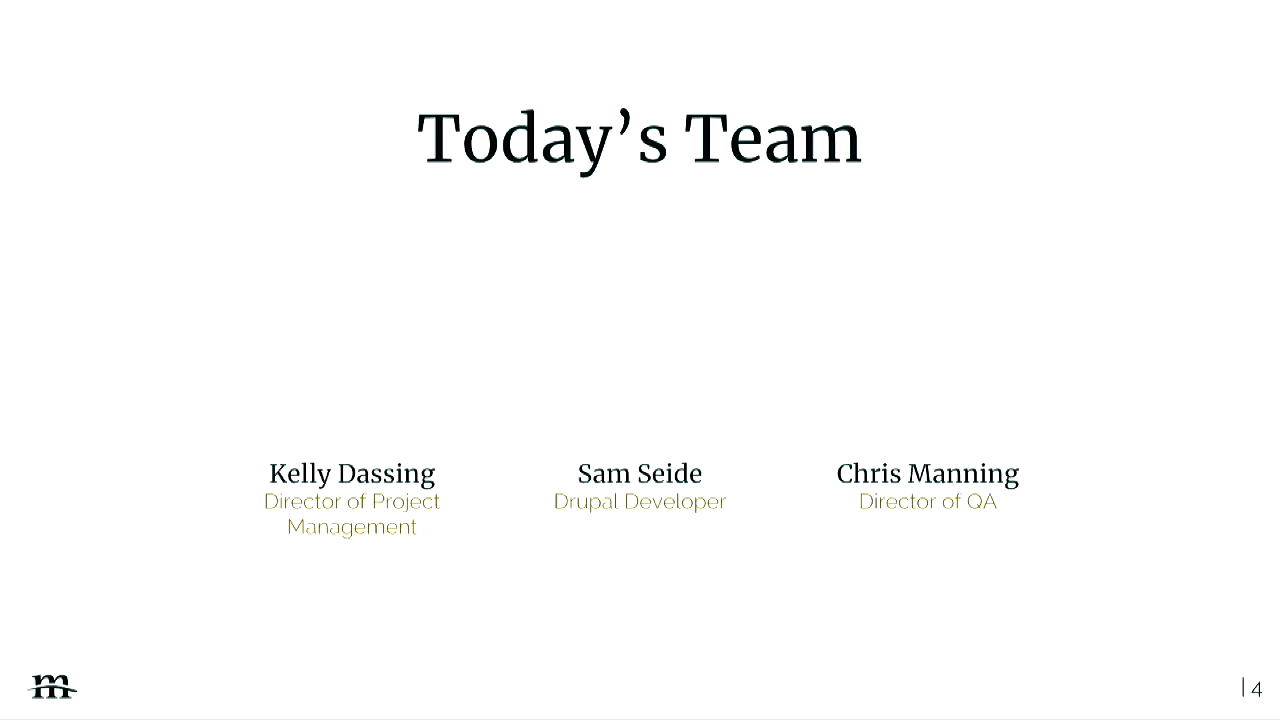 Today’s Team
Kelly Dassing
Director of Project
Management
Sam Seide
Drupal Developer
Chris Manning
Director of QA
m
| 4